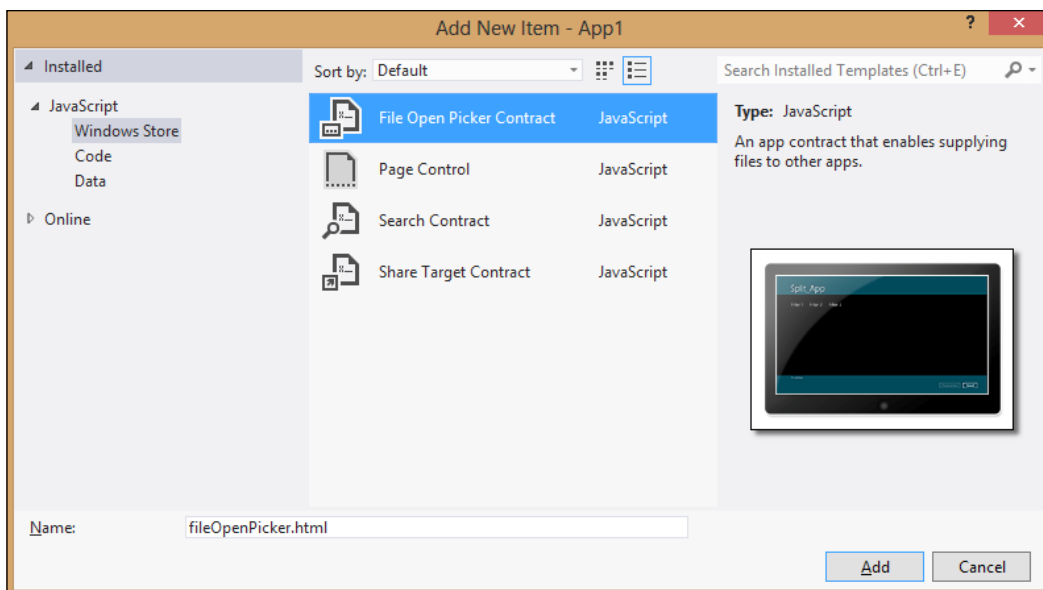 Add New Item - App1
?
Installed
Sort by: Default
Search Installed Templates (Ctrl+E)
JavaScript
Windows Store
Code
Data
Online
File Open Picker Contract JavaScript
Page Control JavaScript
Search Contract JavaScript
Share Target Contract JavaScript
Type: JavaScript
An app contract that enables supplying
files to other apps.
Split_App
Name: fileOpenPicker.html
Add Cancel